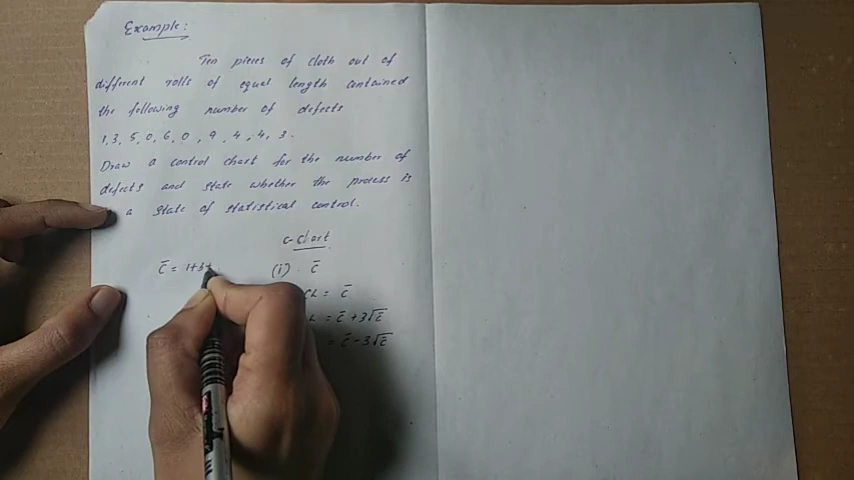 Example:
Ten pieces of cloth out of
different rolls of equal length contained
the following number of defects
1, 3, 5, 0, 6, 0, 9, 4, 4, 3.
Draw a control chart for the number of
defects and state whether the process is
a state of statistical control.
c-chart
c̄ = 1+3+ (i) c̄
CL = c̄
L = c̄ + 3√c̄
= c̄ - 3√c̄